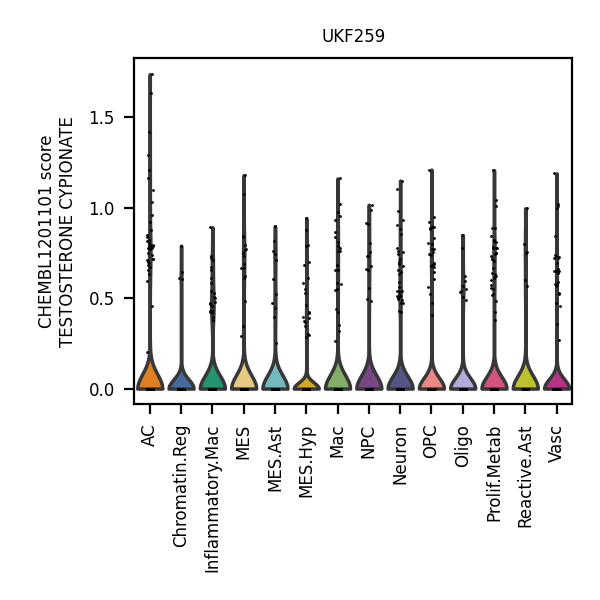 UKF259
CHEMBL1201101 score
TESTOSTERONE CYPIONATE
1.5
1.0
0.5
0.0
AC
Chromatin.Reg
Inflammatory.Mac
MES
MES.Ast
MES.Hyp
Mac
NPC
Neuron
OPC
Oligo
Prolif.Metab
Reactive.Ast
Vasc